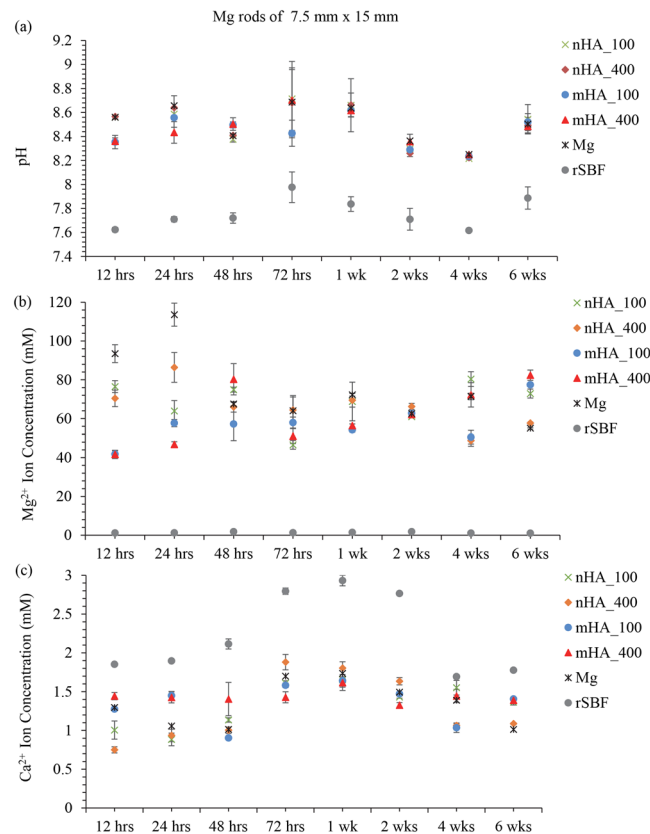 Mg rods of 7.5 mm x 15 mm
(a)
9.2
9
8.8
8.6
8.4
8.2
8
7.8
7.6
7.4
pH
12 hrs 24 hrs 48 hrs 72 hrs 1 wk 2 wks 4 wks 6 wks
nHA_100
nHA_400
mHA_100
mHA_400
Mg
rSBF
(b)
120
100
80
60
40
20
0
Mg²⁺ Ion Concentration (mM)
12 hrs 24 hrs 48 hrs 72 hrs 1 wk 2 wks 4 wks 6 wks
nHA_100
nHA_400
mHA_100
mHA_400
Mg
rSBF
(c)
3
2.5
2
1.5
1
0.5
0
Ca²⁺ Ion Concentration (mM)
12 hrs 24 hrs 48 hrs 72 hrs 1 wk 2 wks 4 wks 6 wks
nHA_100
nHA_400
mHA_100
mHA_400
Mg
rSBF